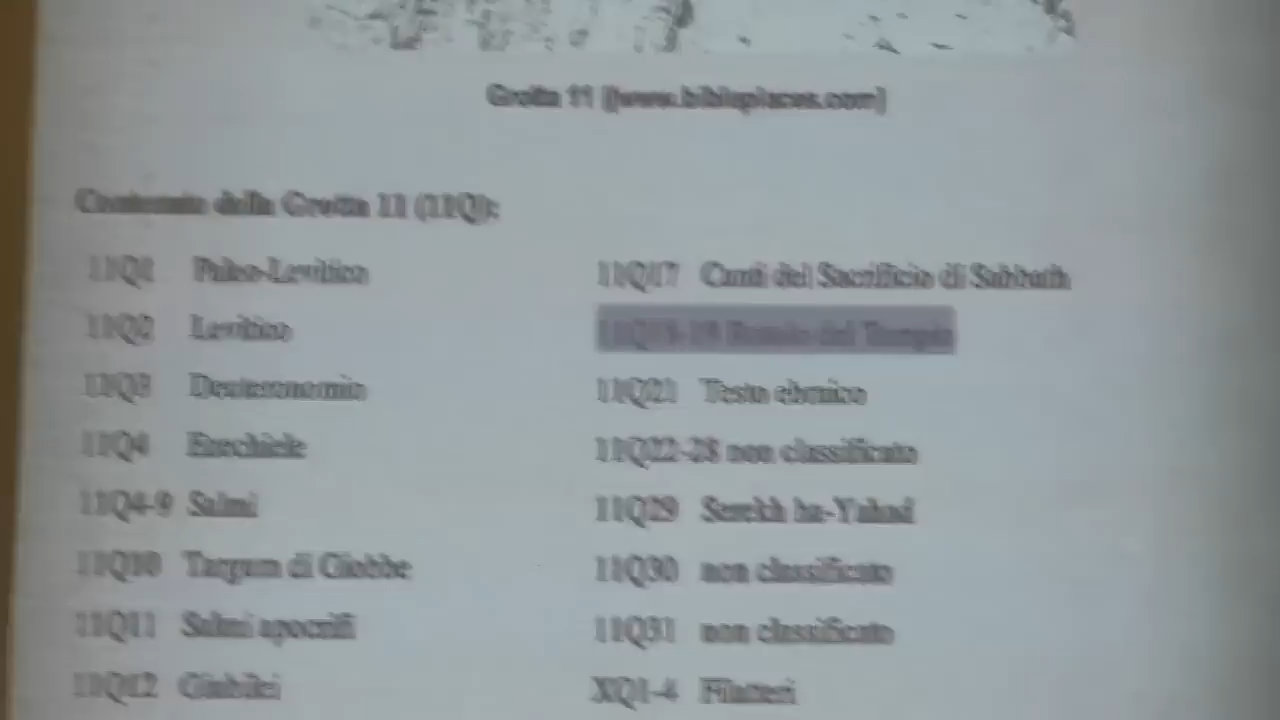 Grotta 11 [(www.bibleplaces.com]
Contenuto della Grotta 11 (11Q):
11Q1 Paleo-Levitico
11Q2 Levitico
11Q3 Deuteronomio
11Q4 Ezechiele
11Q4-9 Salmi
11Q10 Targum di Giobbe
11Q11 Salmi apocrifi
11Q12 Giubilei
11Q17 Canti del Sacrificio di Sabbath
Rotolo del Tempio
11Q21 Testo ebraico
11Q22-28 non classificato
11Q29 Serekh ha-Yahad
11Q30 non classificato
11Q31 non classificato
XQ1-4 Filatteri